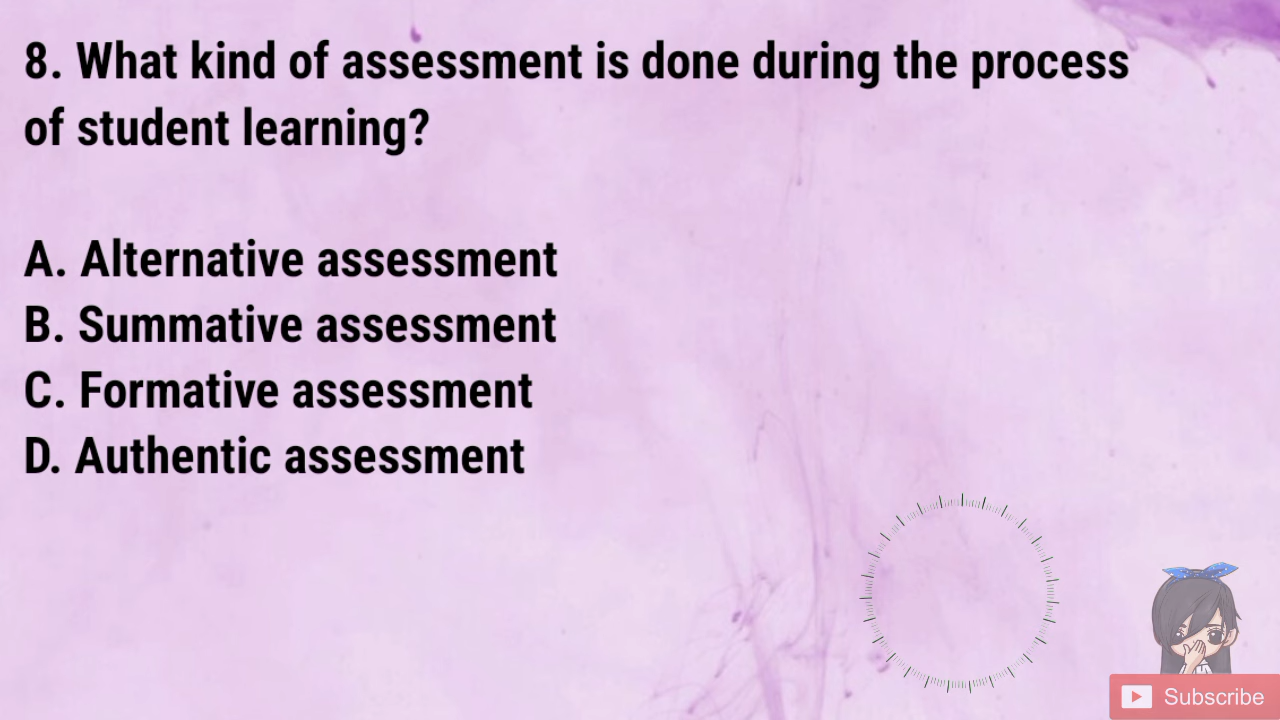 8. What kind of assessment is done during the process
of student learning?
A. Alternative assessment
B. Summative assessment
C. Formative assessment
D. Authentic assessment
Subscribe